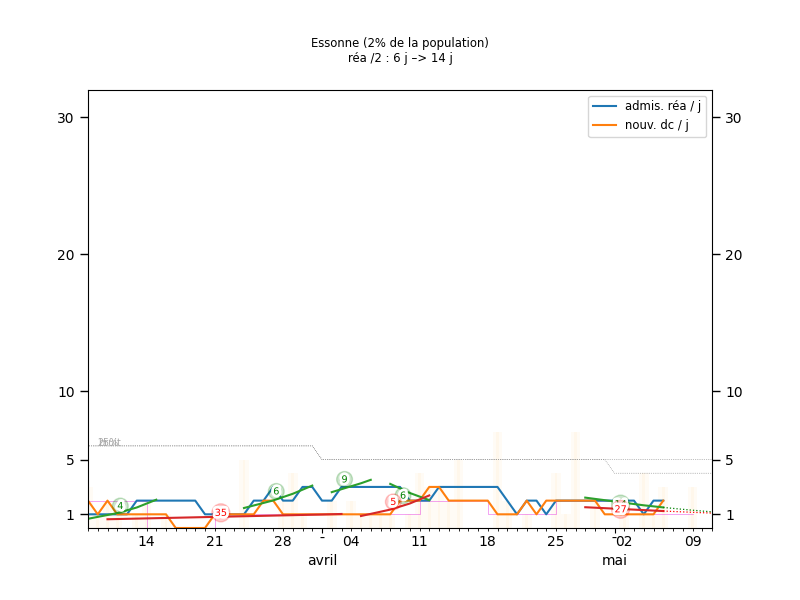 Essonne (2% de la population)
réa /2 : 6 j –> 14 j
admis. réa / j
nouv. dc / j
30 30
20 20
10 10
5 5
1 1
4 35 6 9 5 6 27
14 21 28 - 04 11 18 25 - 02 09
avril mai